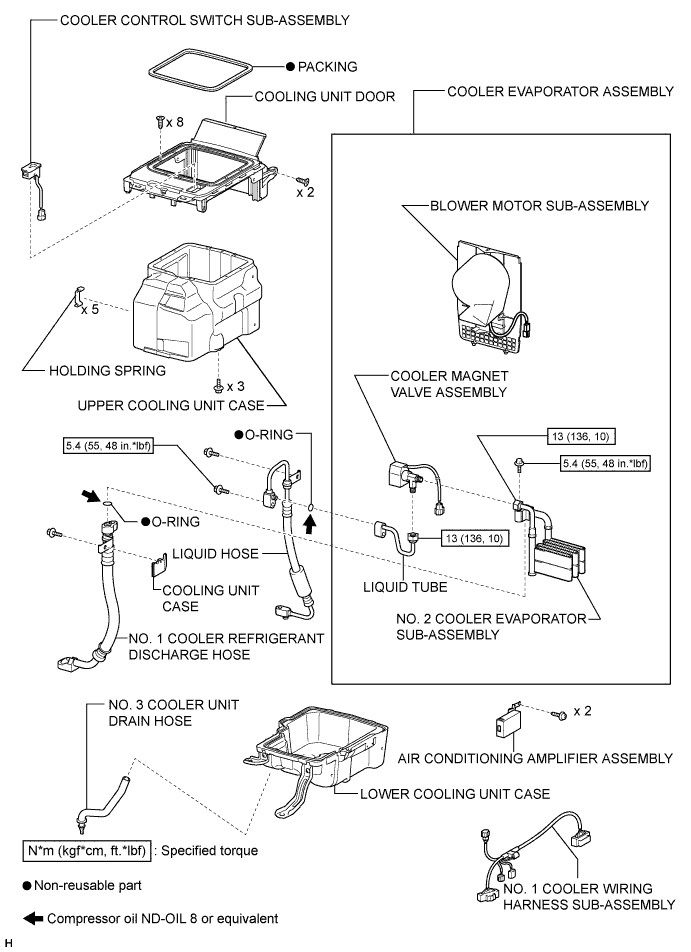 COOLER CONTROL SWITCH SUB-ASSEMBLY
●PACKING
COOLING UNIT DOOR
COOLER EVAPORATOR ASSEMBLY
x 8
x 2
BLOWER MOTOR SUB-ASSEMBLY
x 5
HOLDING SPRING
x 3
UPPER COOLING UNIT CASE
COOLER MAGNET
VALVE ASSEMBLY
●O-RING
13 (136, 10)
5.4 (55, 48 in.*lbf)
5.4 (55, 48 in.*lbf)
●O-RING
LIQUID HOSE
13 (136, 10)
COOLING UNIT
CASE
LIQUID TUBE
NO. 2 COOLER EVAPORATOR
SUB-ASSEMBLY
NO. 1 COOLER REFRIGERANT
DISCHARGE HOSE
NO. 3 COOLER UNIT
DRAIN HOSE
x 2
AIR CONDITIONING AMPLIFIER ASSEMBLY
LOWER COOLING UNIT CASE
N*m (kgf*cm, ft.*lbf) : Specified torque
● Non-reusable part
NO. 1 COOLER WIRING
HARNESS SUB-ASSEMBLY
Compressor oil ND-OIL 8 or equivalent
H